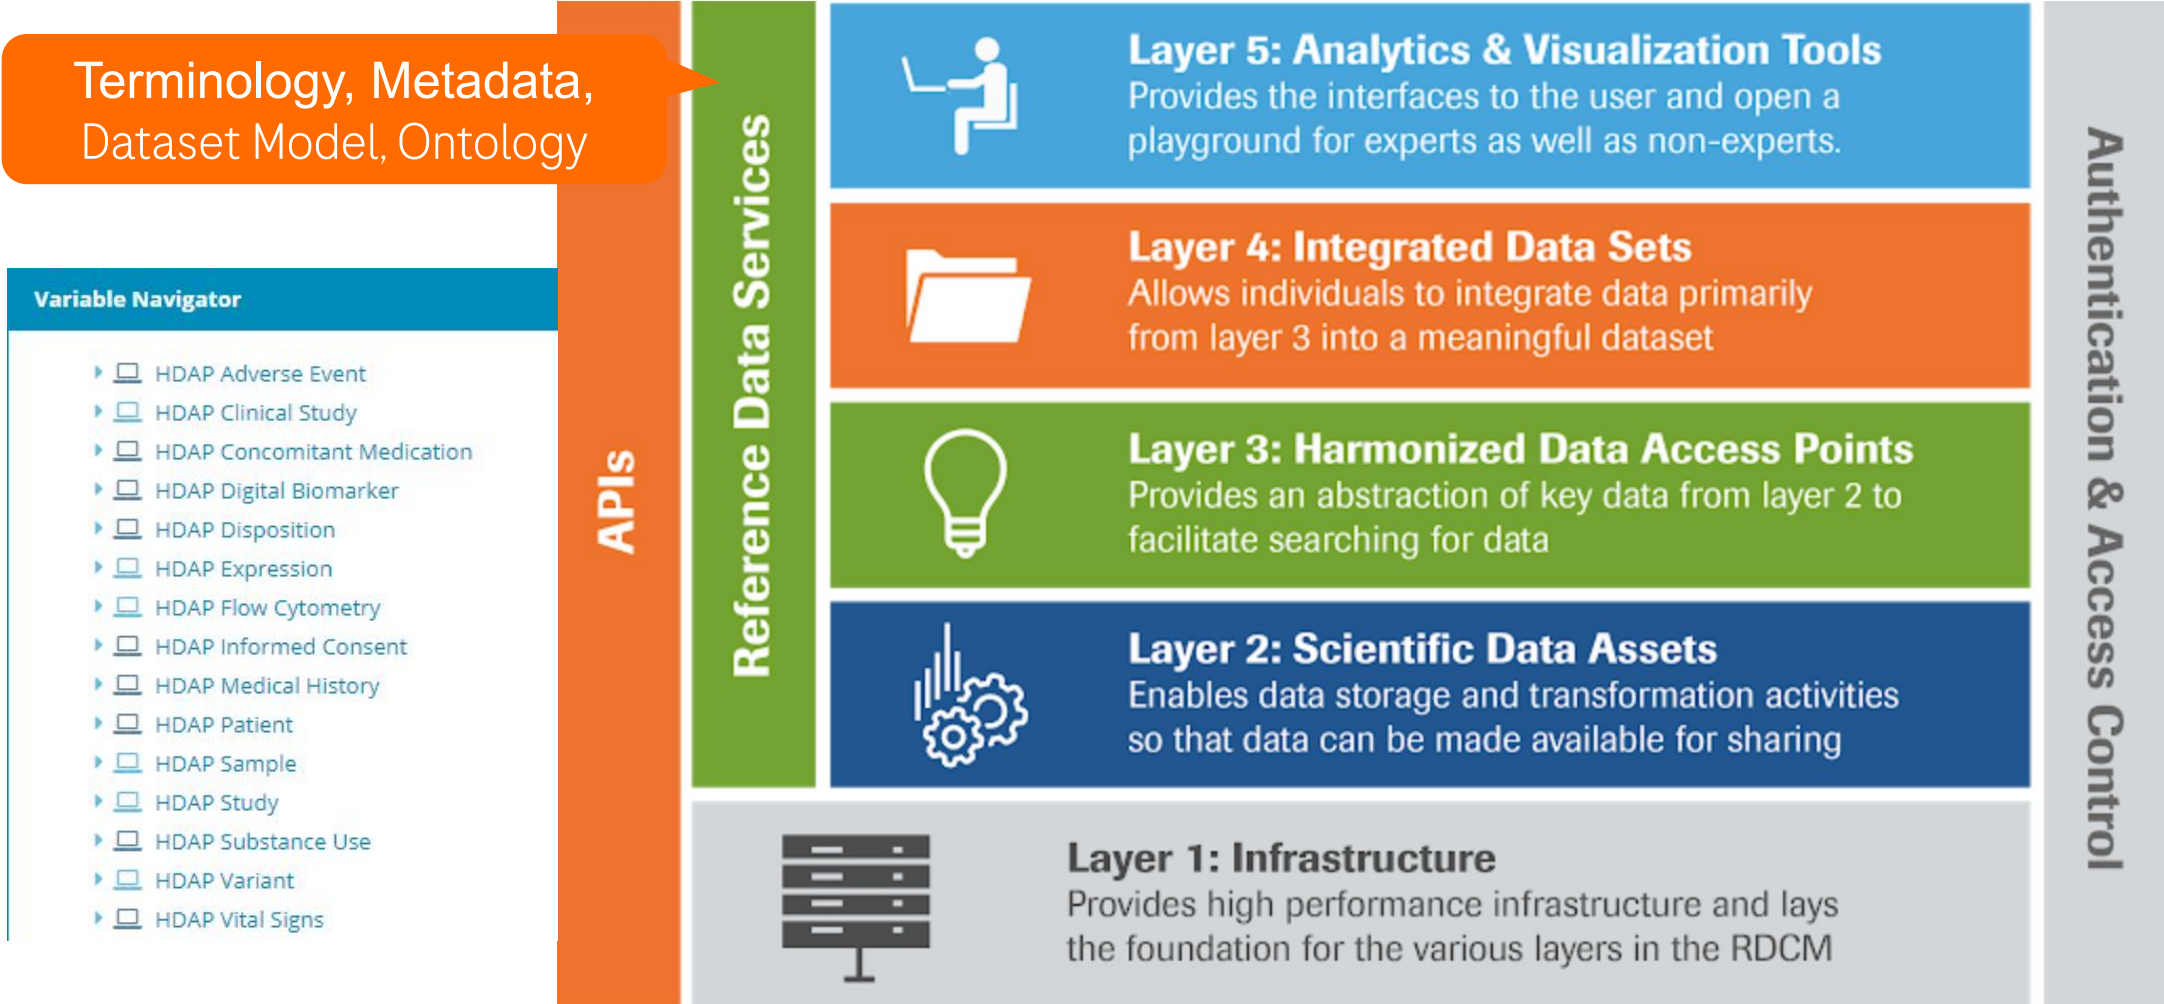 Terminology, Metadata,
Dataset Model, Ontology
Variable Navigator
HDAP Adverse Event
HDAP Clinical Study
HDAP Concomitant Medication
HDAP Digital Biomarker
HDAP Disposition
HDAP Expression
HDAP Flow Cytometry
HDAP Informed Consent
HDAP Medical History
HDAP Patient
HDAP Sample
HDAP Study
HDAP Substance Use
HDAP Variant
HDAP Vital Signs
APIs
Reference Data Services
Layer 5: Analytics & Visualization Tools
Provides the interfaces to the user and open a
playground for experts as well as non-experts.
Layer 4: Integrated Data Sets
Allows individuals to integrate data primarily
from layer 3 into a meaningful dataset
Layer 3: Harmonized Data Access Points
Provides an abstraction of key data from layer 2 to
facilitate searching for data
Layer 2: Scientific Data Assets
Enables data storage and transformation activities
so that data can be made available for sharing
Layer 1: Infrastructure
Provides high performance infrastructure and lays
the foundation for the various layers in the RDCM
Authentication & Access Control